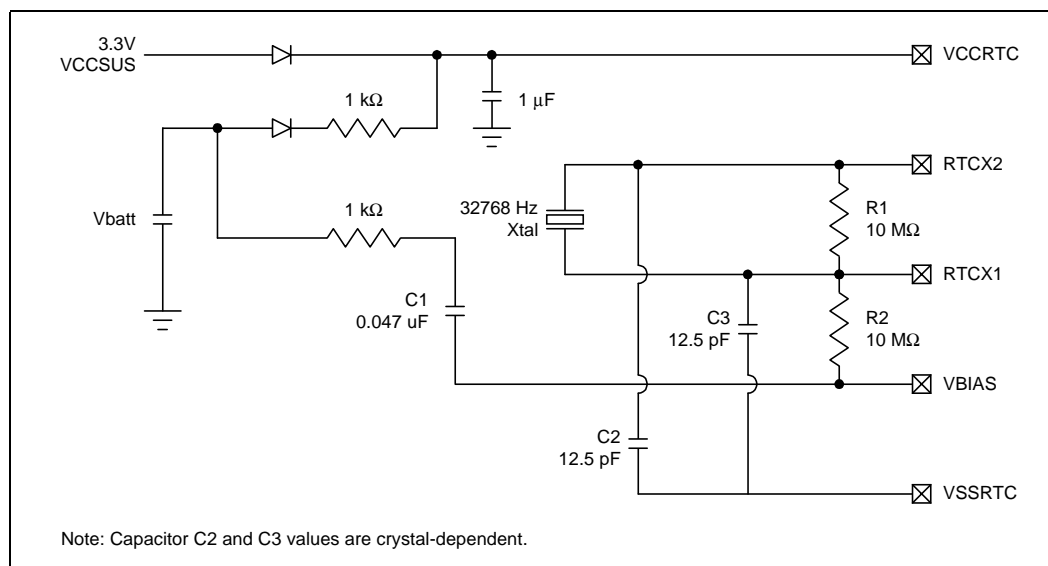 3.3V
VCCSUS
VCCRTC
1 kΩ
1 μF
RTCX2
Vbatt
1 kΩ
32768 Hz
Xtal
R1
10 MΩ
RTCX1
C1
0.047 uF
C3
12.5 pF
R2
10 MΩ
VBIAS
C2
12.5 pF
VSSRTC
Note: Capacitor C2 and C3 values are crystal-dependent.